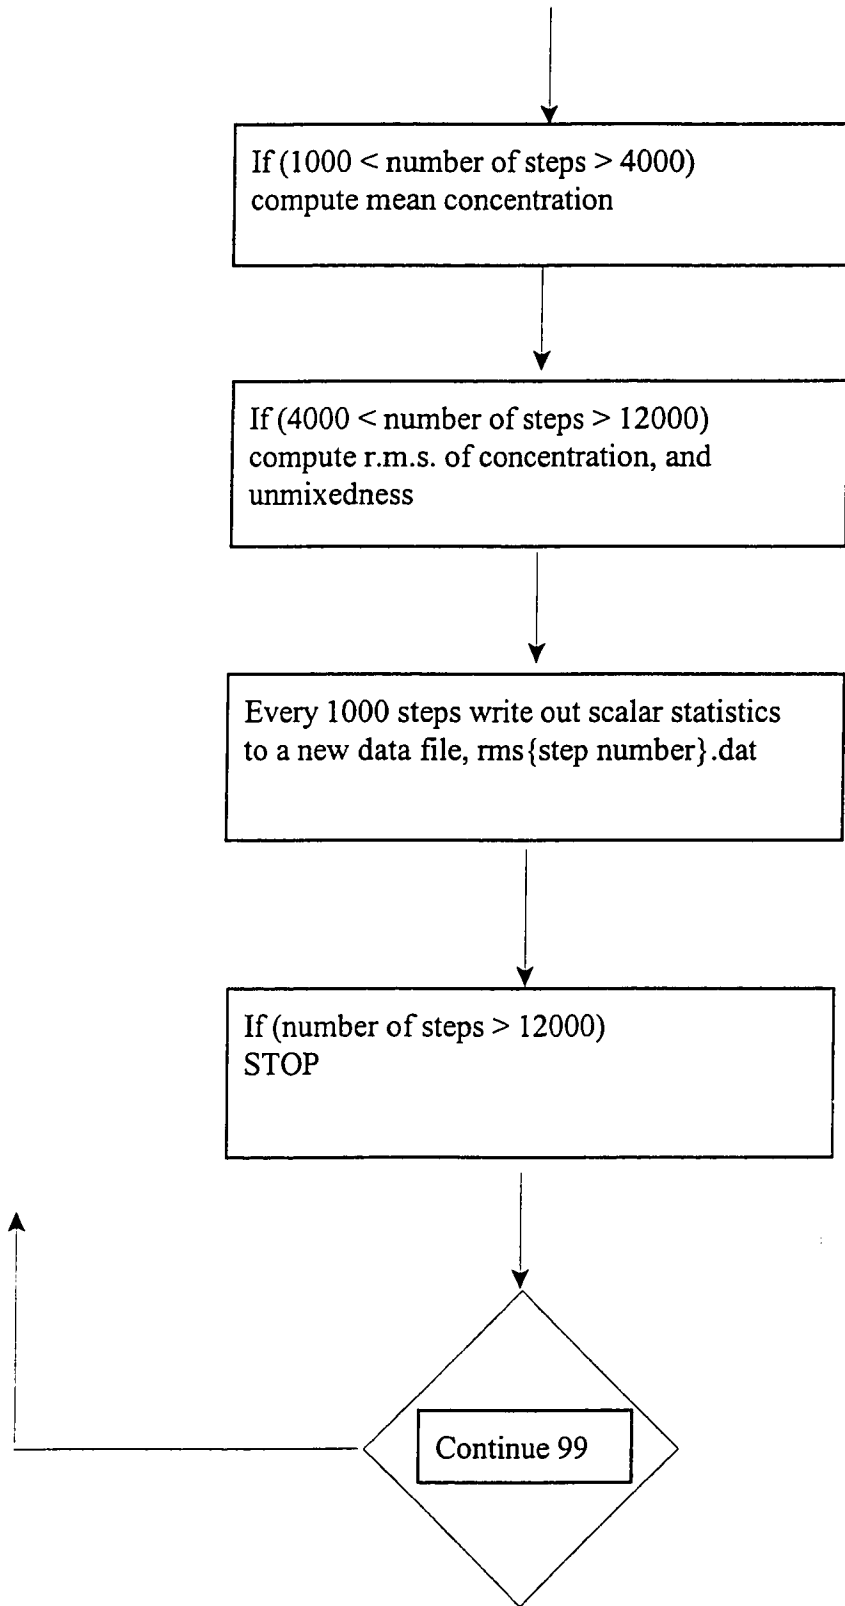 If (1000 < number of steps > 4000)
compute mean concentration
If (4000 < number of steps > 12000)
compute r.m.s. of concentration, and
unmixedness
Every 1000 steps write out scalar statistics
to a new data file, rms{step number}.dat
If (number of steps > 12000)
STOP
Continue 99